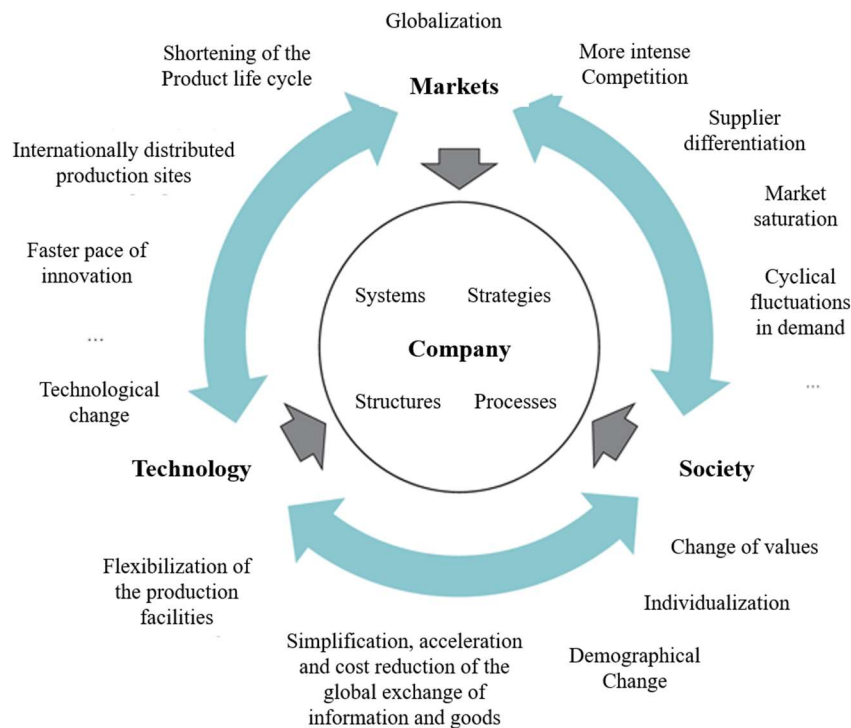 Globalization
Shortening of the
Product life cycle
Markets
More intense
Competition
Supplier
differentiation
Internationally distributed
production sites
Market
saturation
Faster pace of
innovation
Cyclical
fluctuations
in demand
Systems
Strategies
Company
Structures
Processes
...
...
Technological
change
Technology
Society
Change of values
Flexibilization of
the production
facilities
Individualization
Simplification, acceleration
and cost reduction of the
global exchange of
information and goods
Demographical
Change